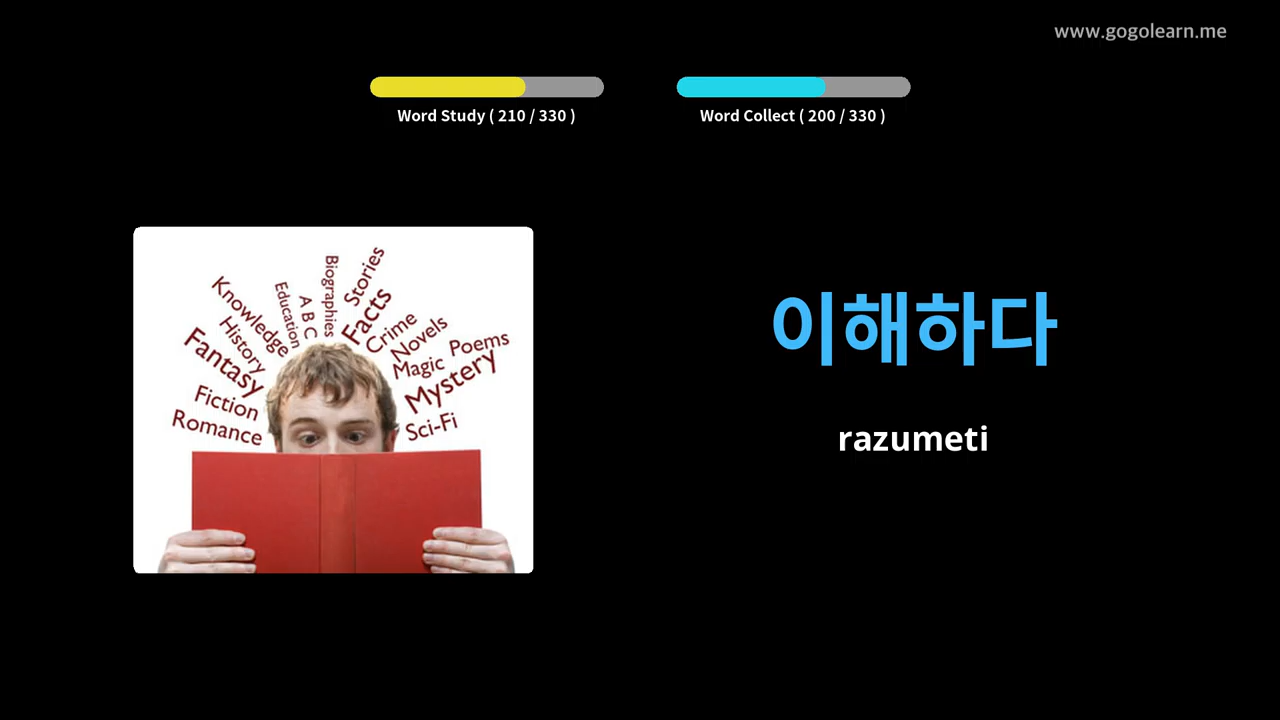 www.gogolearn.me
Word Study ( 210 / 330 )
Word Collect ( 200 / 330 )
Knowledge
History
Fantasy
Fiction
Romance
Education
A B C
Biographies
Stories
Facts
Crime
Novels
Magic
Poems
Mystery
Sci-Fi
이해하다
razumeti